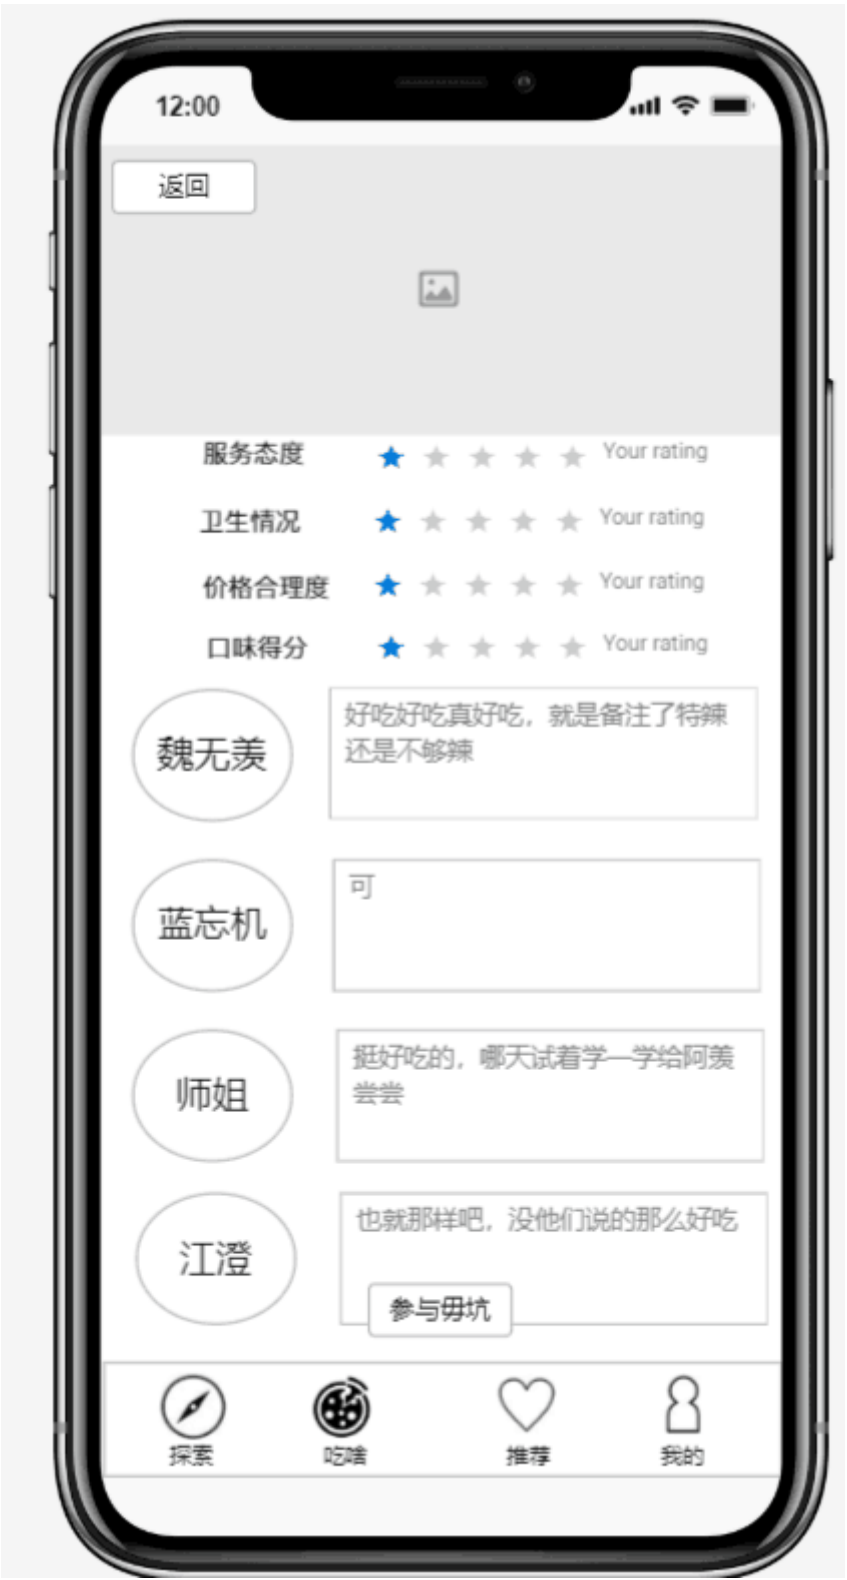 12:00
返回
服务态度 Your rating
卫生情况 Your rating
价格合理度 Your rating
口味得分 Your rating
魏无羡
好吃好吃真好吃，就是备注了特辣
还是不够辣
蓝忘机
可
师姐
挺好吃的，哪天试着学一学给阿羡
尝尝
江澄
也就那样吧，没他们说的那么好吃
参与毋坑
探索
吃啥
推荐
我的